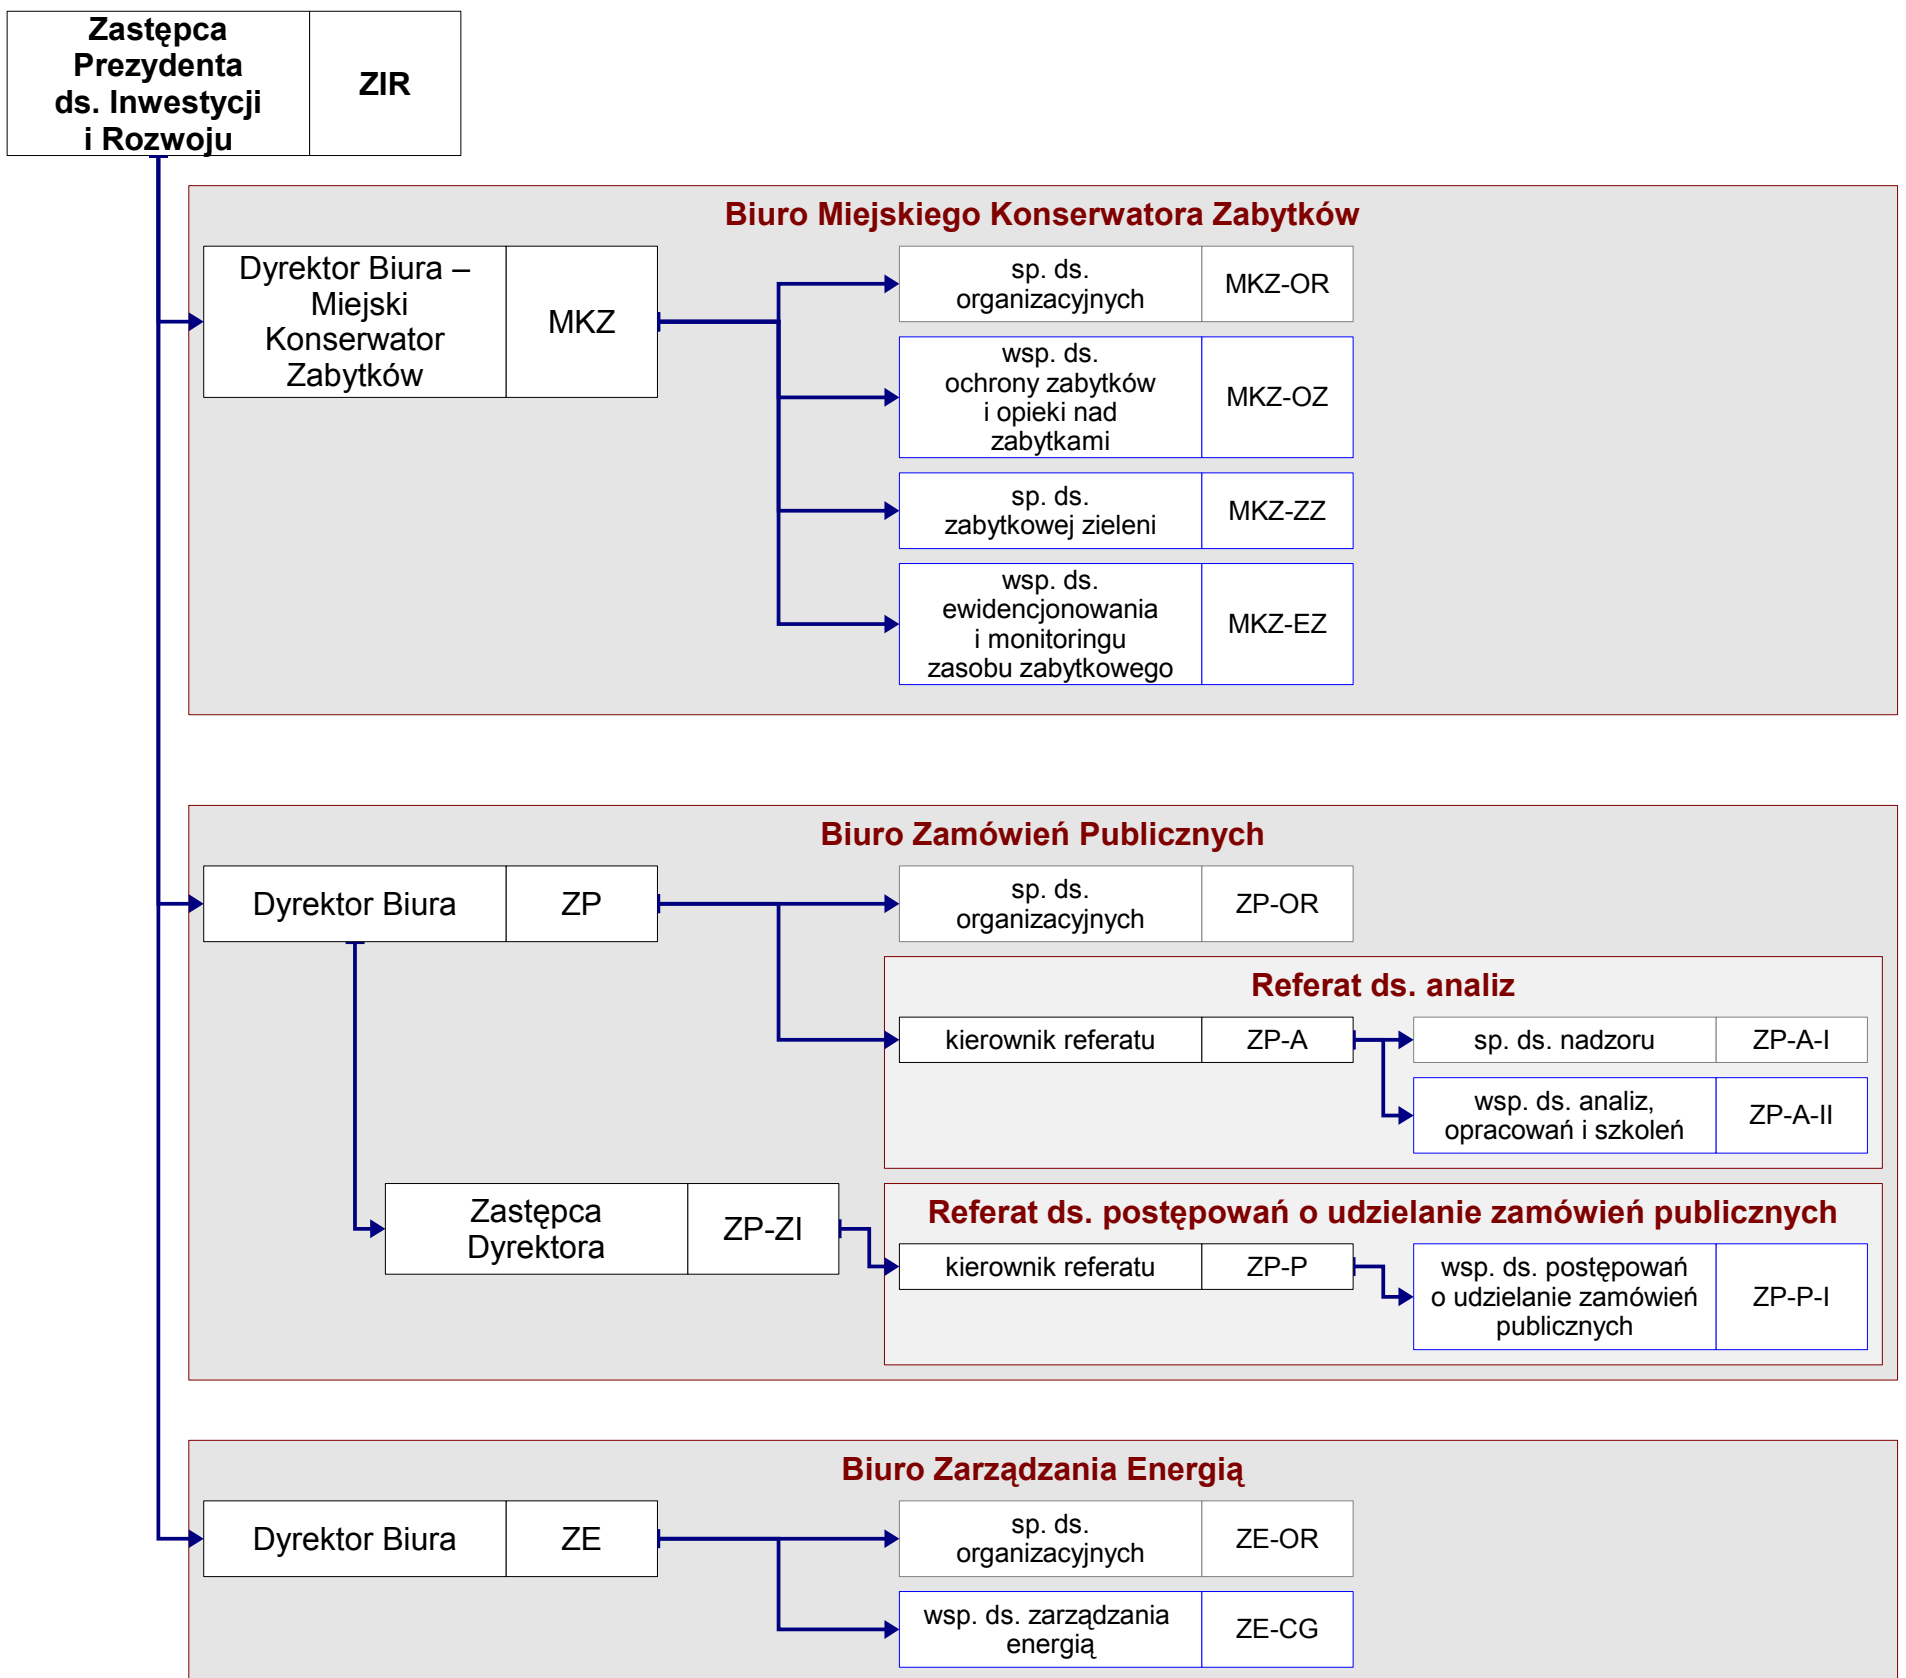 Zastępca
Prezydenta
ds. Inwestycji
i Rozwoju
ZIR
Biuro Miejskiego Konserwatora Zabytków
Dyrektor Biura –
Miejski
Konserwator
Zabytków
MKZ
sp. ds.
organizacyjnych
MKZ-OR
wsp. ds.
ochrony zabytków
i opieki nad
zabytkami
MKZ-OZ
sp. ds.
zabytkowej zieleni
MKZ-ZZ
wsp. ds.
ewidencjonowania
i monitoringu
zasobu zabytkowego
MKZ-EZ
Biuro Zamówień Publicznych
Dyrektor Biura
ZP
sp. ds.
organizacyjnych
ZP-OR
Referat ds. analiz
kierownik referatu
ZP-A
sp. ds. nadzoru
ZP-A-I
wsp. ds. analiz,
opracowań i szkoleń
ZP-A-II
Zastępca
Dyrektora
ZP-ZI
Referat ds. postępowań o udzielanie zamówień publicznych
kierownik referatu
ZP-P
wsp. ds. postępowań
o udzielanie zamówień
publicznych
ZP-P-I
Biuro Zarządzania Energią
Dyrektor Biura
ZE
sp. ds.
organizacyjnych
ZE-OR
wsp. ds. zarządzania
energią
ZE-CG